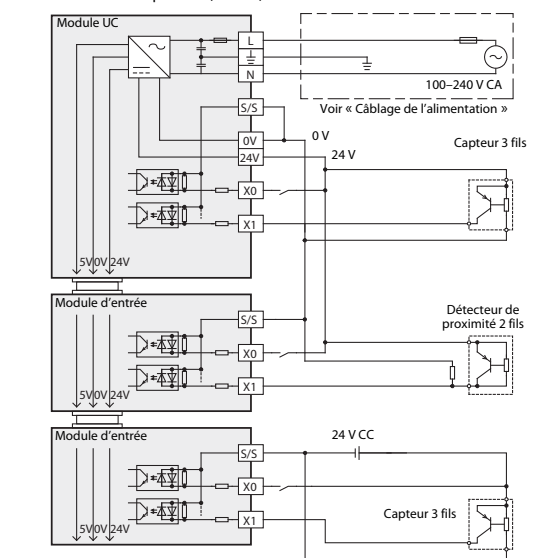 Module UC
L
N
100–240 V CA
Voir « Câblage de l'alimentation »
S/S
0V
0 V
24V
24 V
Capteur 3 fils
X0
X1
5V 0V 24V
Module d'entrée
S/S
Détecteur de
proximité 2 fils
X0
X1
5V 0V 24V
Module d'entrée
24 V CC
S/S
X0
Capteur 3 fils
X1
5V 0V 24V